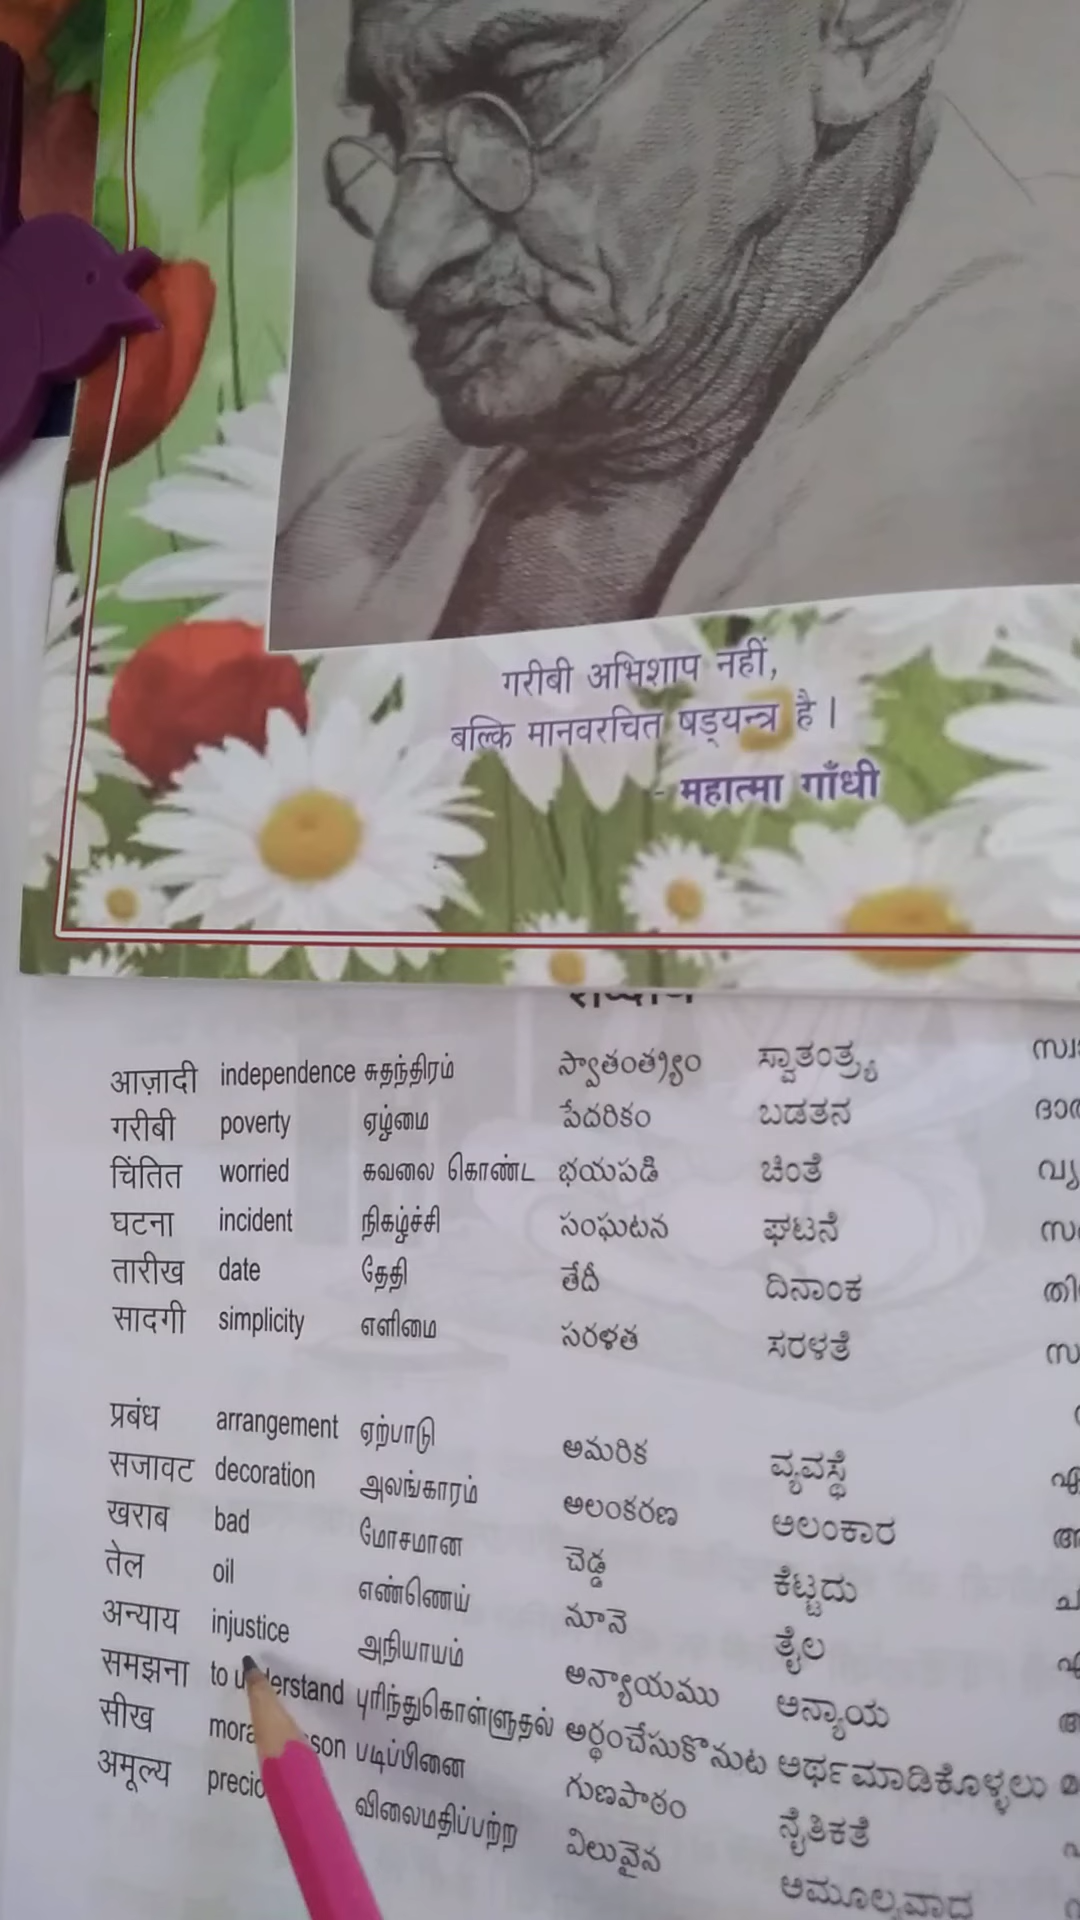 गरीबी अभिशाप नहीं,
बल्कि मानवरचित षड्यन्त्र है ।
- महात्मा गाँधी
आज़ादी independence சுதந்திரம் స్వాతంత్ర్యం ಸ್ವಾತಂತ್ರ್ಯ
गरीबी poverty ஏழ்மை పేదరికం ಬಡತನ
चिंतित worried கவலை கொண்ட భయపడి ಚಿಂತೆ
घटना incident நிகழ்ச்சி సంఘటన ಘಟನೆ
तारीख date தேதி తేదీ ದಿನಾಂಕ
सादगी simplicity எளிமை సరళత ಸರಳತೆ
प्रबंध arrangement ஏற்பாடு అమరిక ವ್ಯವಸ್ಥೆ
सजावट decoration அலங்காரம் అలంకరణ ಅಲಂಕಾರ
खराब bad மோசமான చెడ్డ ಕೆಟ್ಟದು
तेल oil எண்ணெய் నూనె ತೈಲ
अन्याय injustice அநியாயம் అన్యాయము ಅನ್ಯಾಯ
समझना to understand புரிந்துகொள்ளுதல் అర్థంచేసుకొనుట ಅರ್ಥಮಾಡಿಕೊಳ್ಳಲು
सीख படிப்பினை గుణపాఠం ನೈತಿಕತೆ
अमूल्य விலைமதிப்பற்ற విలువైన ಅಮೂಲ್ಯವಾದ